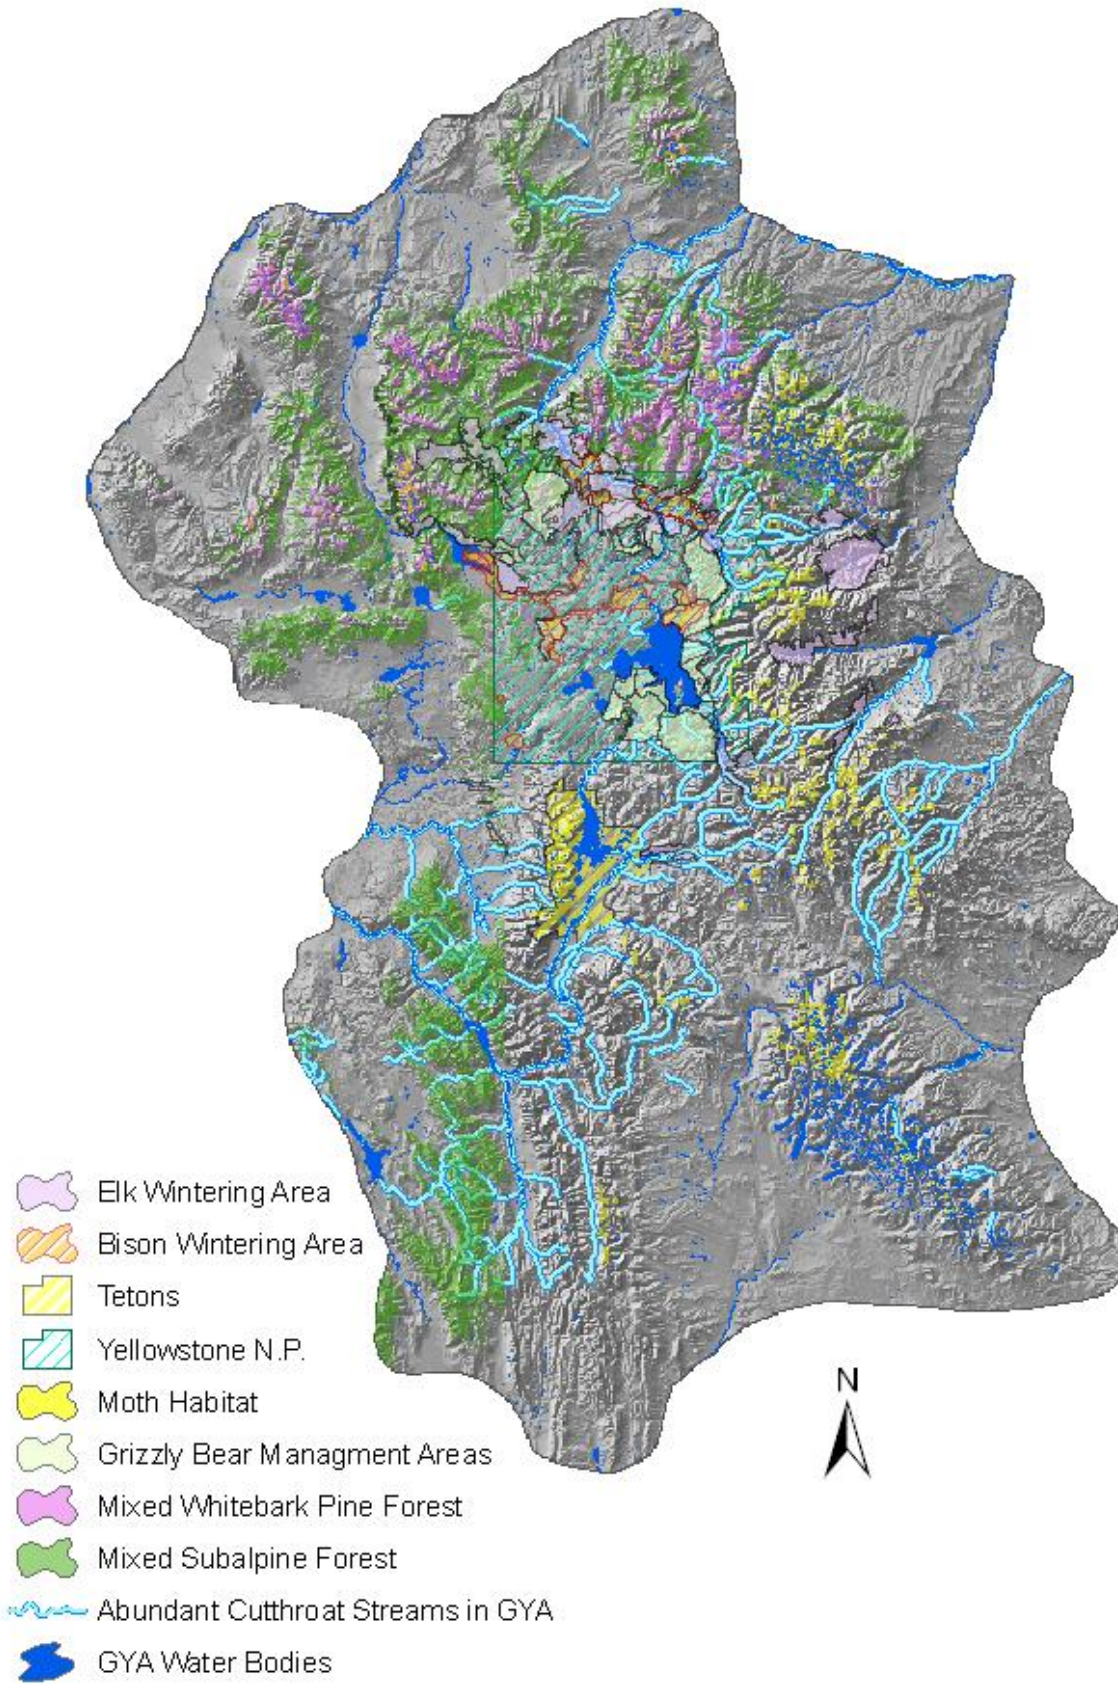 Elk Wintering Area
Bison Wintering Area
Tetons
Yellowstone N.P.
Moth Habitat
Grizzly Bear Managment Areas
Mixed Whitebark Pine Forest
Mixed Subalpine Forest
Abundant Cutthroat Streams in GYA
GYA Water Bodies
N